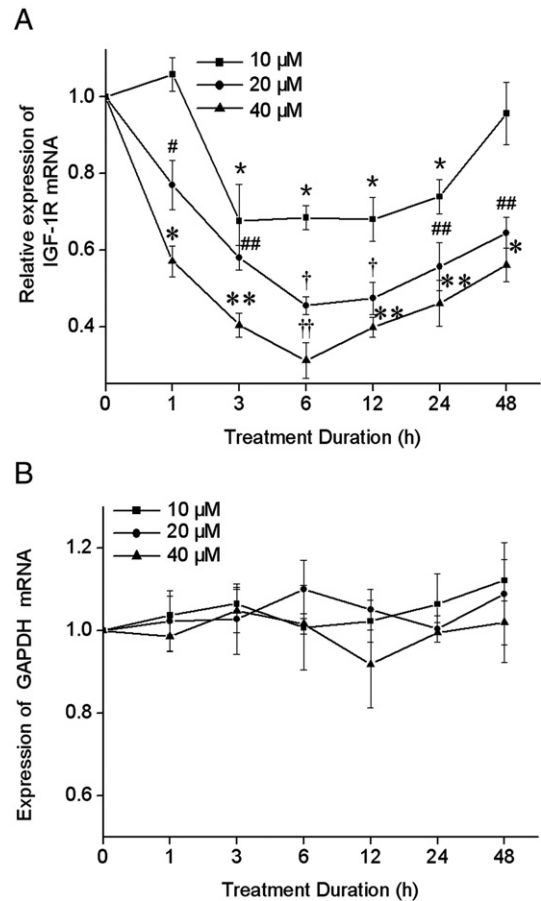 A
10 µM
20 µM
40 µM
Relative expression of
IGF-1R mRNA
1.0
0.8
0.6
0.4
#
*
*
##
**
*
†
††
*
†
**
*
##
**
##
*
0 1 3 6 12 24 48
Treatment Duration (h)
B
10 µM
20 µM
40 µM
Expression of GAPDH mRNA
1.2
1.0
0.8
0.6
0 1 3 6 12 24 48
Treatment Duration (h)